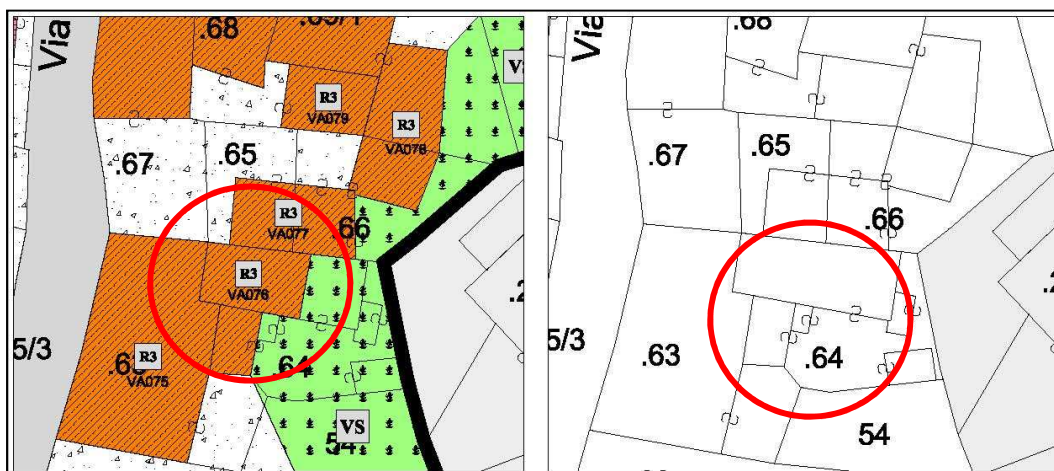 Via
.68
R3
VA079
R3
VA078
VS
.67
.65
R3
VA077
.66
R3
VA076
5/3
R3
VA075
.64
VS
54
Via
.68
.67
.65
.66
5/3
.63
.64
54